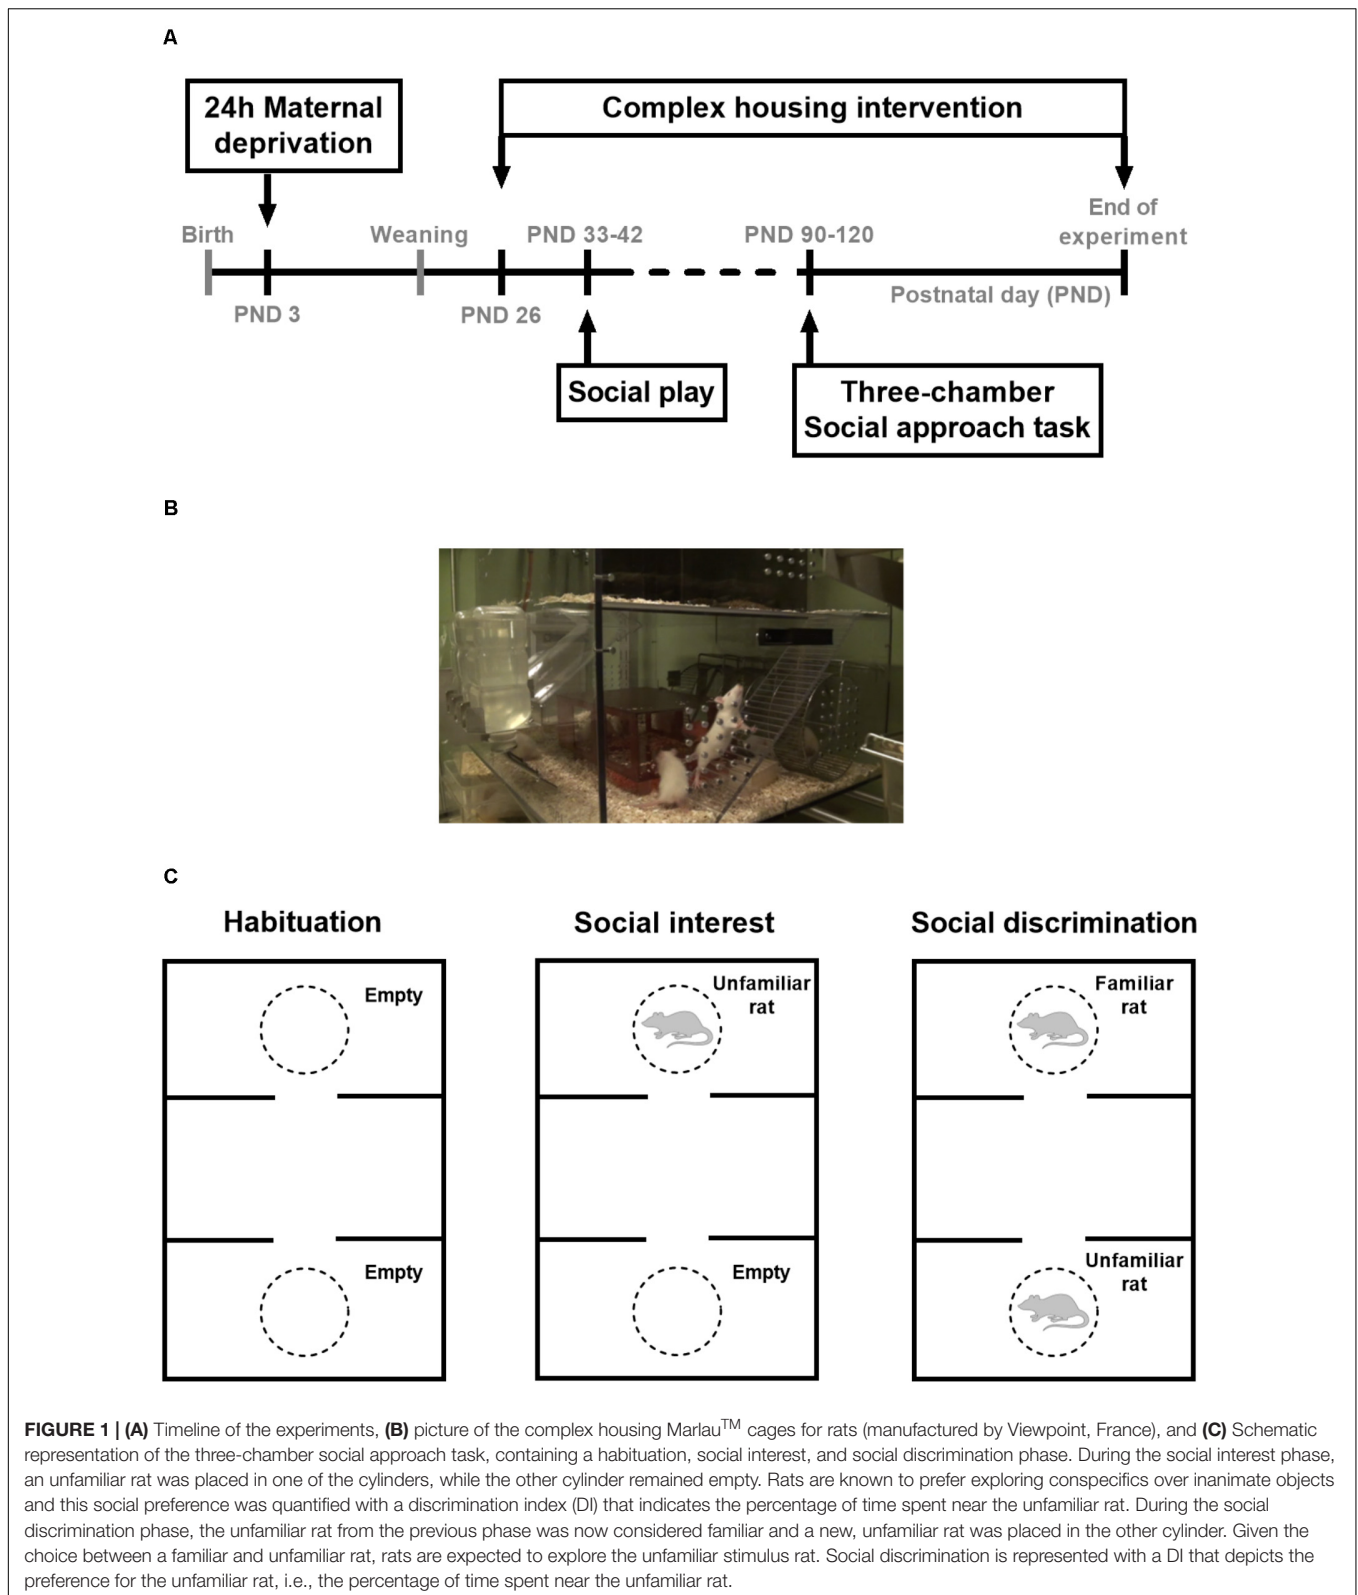 A
24h Maternal
deprivation
Complex housing intervention
Birth
Weaning
PND 33-42
PND 90-120
End of
experiment
PND 3
PND 26
Postnatal day (PND)
Social play
Three-chamber
Social approach task
B
C
Habituation
Social interest
Social discrimination
Empty
Unfamiliar
rat
Familiar
rat
Empty
Empty
Unfamiliar
rat
FIGURE 1 | (A) Timeline of the experiments, (B) picture of the complex housing Marlau™ cages for rats (manufactured by Viewpoint, France), and (C) Schematic
representation of the three-chamber social approach task, containing a habituation, social interest, and social discrimination phase. During the social interest phase,
an unfamiliar rat was placed in one of the cylinders, while the other cylinder remained empty. Rats are known to prefer exploring conspecifics over inanimate objects
and this social preference was quantified with a discrimination index (DI) that indicates the percentage of time spent near the unfamiliar rat. During the social
discrimination phase, the unfamiliar rat from the previous phase was now considered familiar and a new, unfamiliar rat was placed in the other cylinder. Given the
choice between a familiar and unfamiliar rat, rats are expected to explore the unfamiliar stimulus rat. Social discrimination is represented with a DI that depicts the
preference for the unfamiliar rat, i.e., the percentage of time spent near the unfamiliar rat.